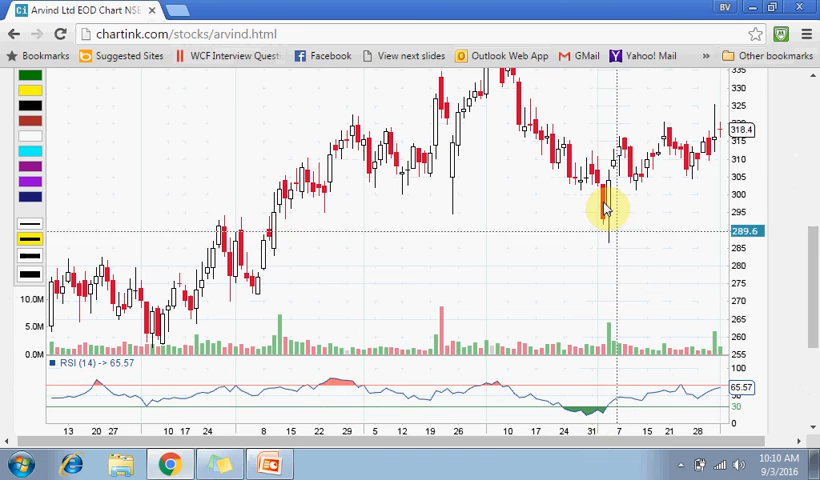 Arvind Ltd EOD Chart NSE
BV
chartink.com/stocks/arvind.html
Bookmarks Suggested Sites WCF Interview Questi Facebook View next slides Outlook Web App GMail Yahoo! Mail » Other bookmarks
335
330
325
318.4
315
310
305
300
295
289.6
285
280
275
270
265
260
255
10.0M
5.0M
0.0M
RSI (14) -> 65.57
100
65.57
30
0
13 20 27 10 17 24 8 15 22 29 5 12 19 26 10 17 24 31 7 15 21 28
10:10 AM
9/3/2016